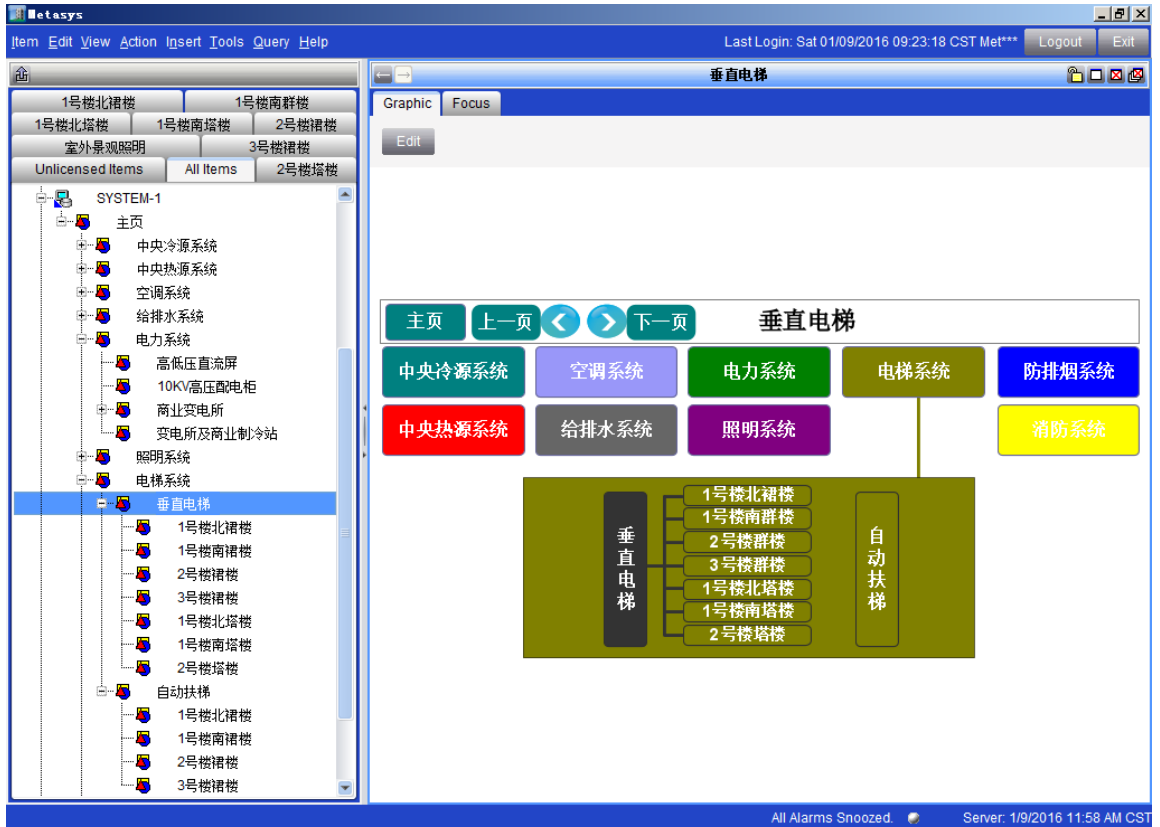 Metasys
Item Edit View Action Insert Tools Query Help
Last Login: Sat 01/09/2016 09:23:18 CST Met*** Logout Exit
1号楼北裙楼 1号楼南群楼
1号楼北塔楼 1号楼南塔楼 2号楼裙楼
室外景观照明 3号楼裙楼
Unlicensed Items All Items 2号楼塔楼
SYSTEM-1
主页
中央冷源系统
中央热源系统
空调系统
给排水系统
电力系统
高低压直流屏
10KV高压配电柜
商业变电所
变电所及商业制冷站
照明系统
电梯系统
垂直电梯
1号楼北裙楼
1号楼南裙楼
2号楼裙楼
3号楼裙楼
1号楼北塔楼
1号楼南塔楼
2号楼塔楼
自动扶梯
1号楼北裙楼
1号楼南裙楼
2号楼裙楼
3号楼裙楼
垂直电梯
Graphic Focus
Edit
主页 上一页 下一页 垂直电梯
中央冷源系统 空调系统 电力系统 电梯系统 防排烟系统
中央热源系统 给排水系统 照明系统 消防系统
垂直电梯
1号楼北裙楼
1号楼南群楼
2号楼群楼
3号楼群楼
1号楼北塔楼
1号楼南塔楼
2号楼塔楼
自动扶梯
All Alarms Snoozed. Server: 1/9/2016 11:58 AM CST